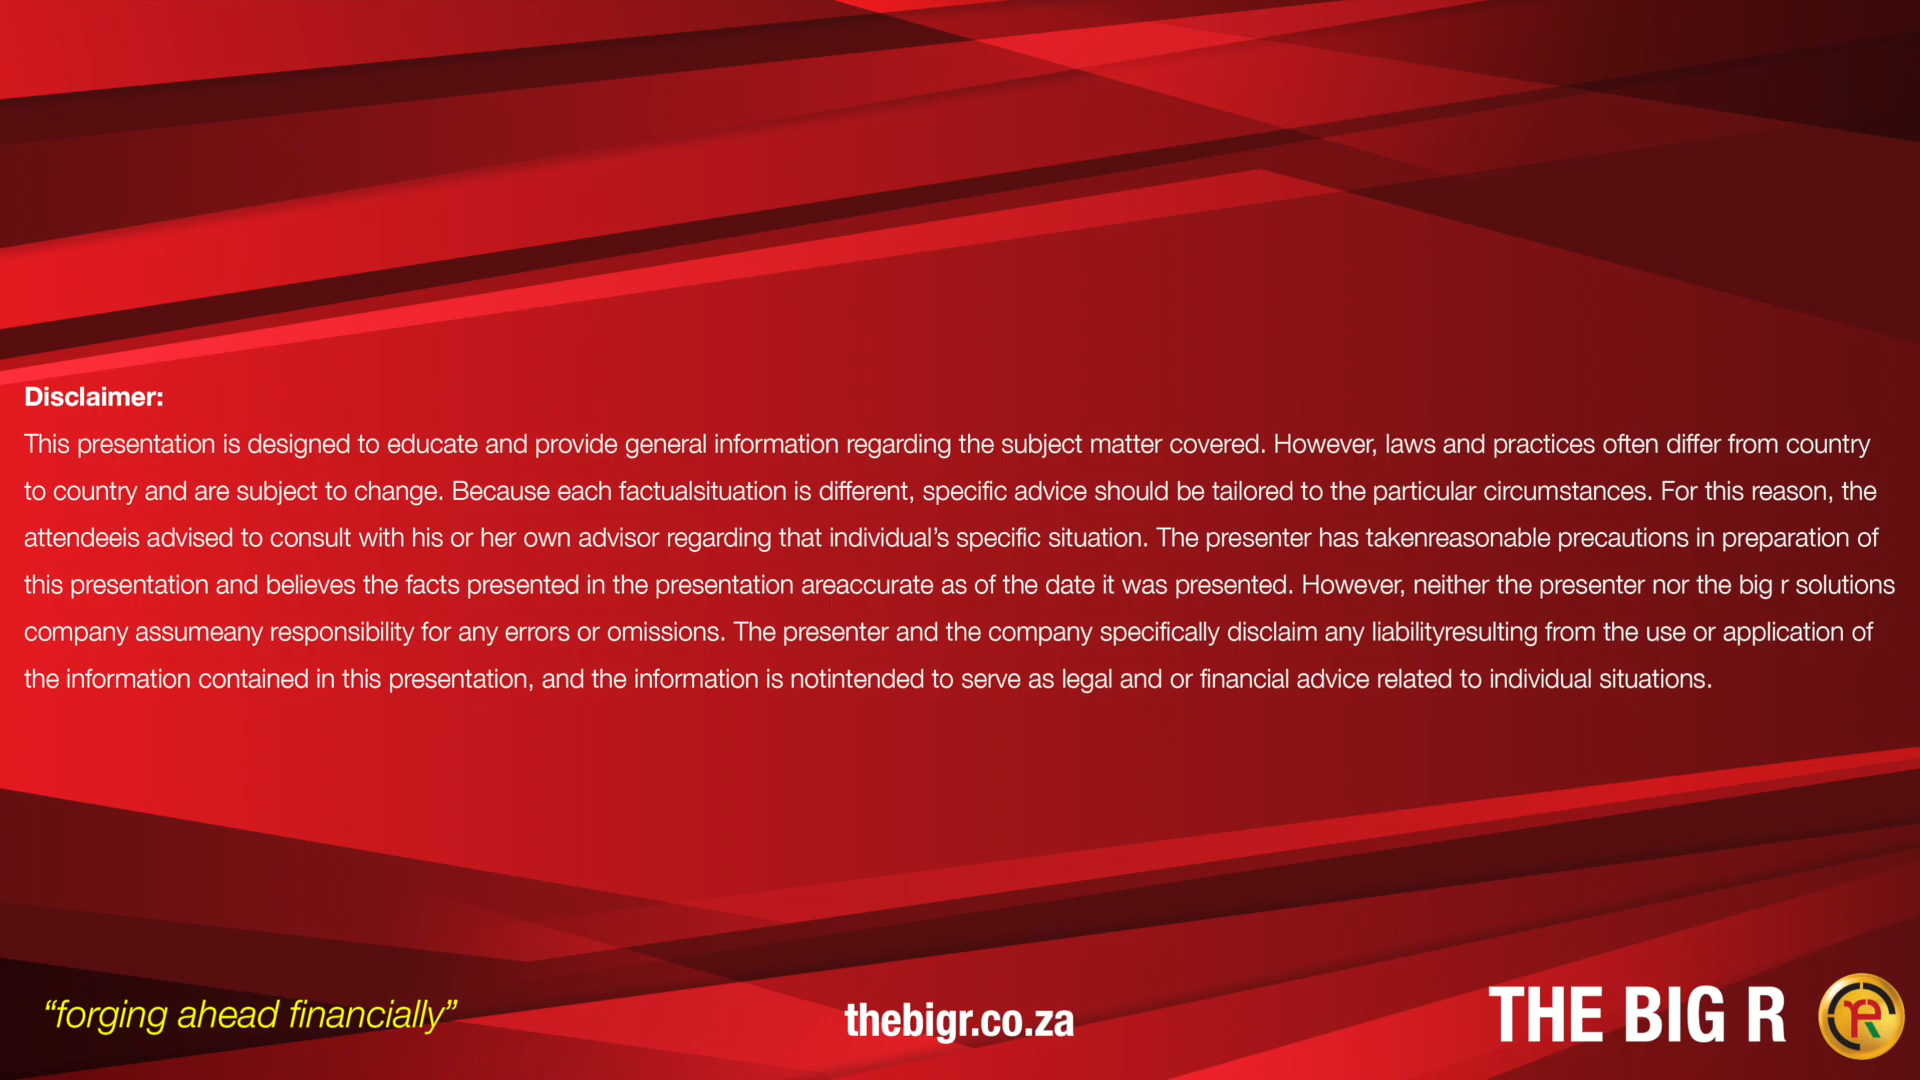 Disclaimer:
This presentation is designed to educate and provide general information regarding the subject matter covered. However, laws and practices often differ from country
to country and are subject to change. Because each factualsituation is different, specific advice should be tailored to the particular circumstances. For this reason, the
attendeeis advised to consult with his or her own advisor regarding that individual’s specific situation. The presenter has takenreasonable precautions in preparation of
this presentation and believes the facts presented in the presentation areaccurate as of the date it was presented. However, neither the presenter nor the big r solutions
company assumeany responsibility for any errors or omissions. The presenter and the company specifically disclaim any liabilityresulting from the use or application of
the information contained in this presentation, and the information is notintended to serve as legal and or financial advice related to individual situations.
“forging ahead financially”
thebigr.co.za
THE BIG R